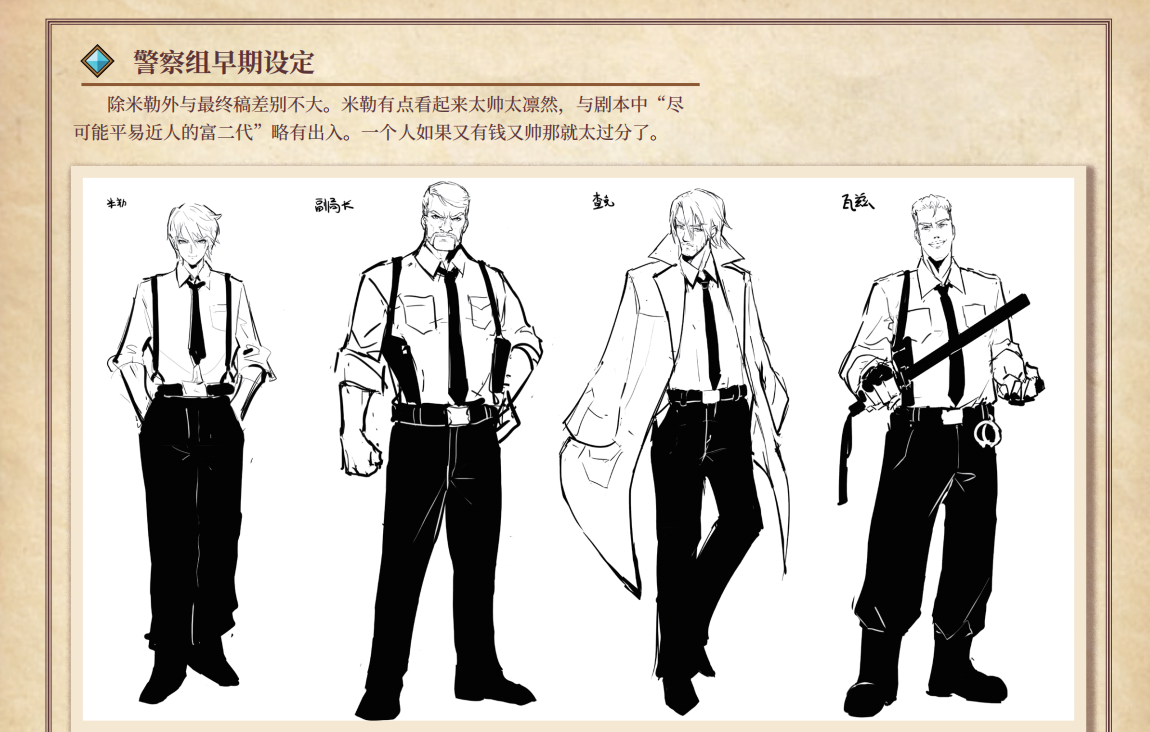 警察组早期设定
除米勒外与最终稿差别不大。米勒有点看起来太帅太凛然，与剧本中“尽
可能平易近人的富二代”略有出入。一个人如果又有钱又帅那就太过分了。
米勒
副局长
查克
瓦兹